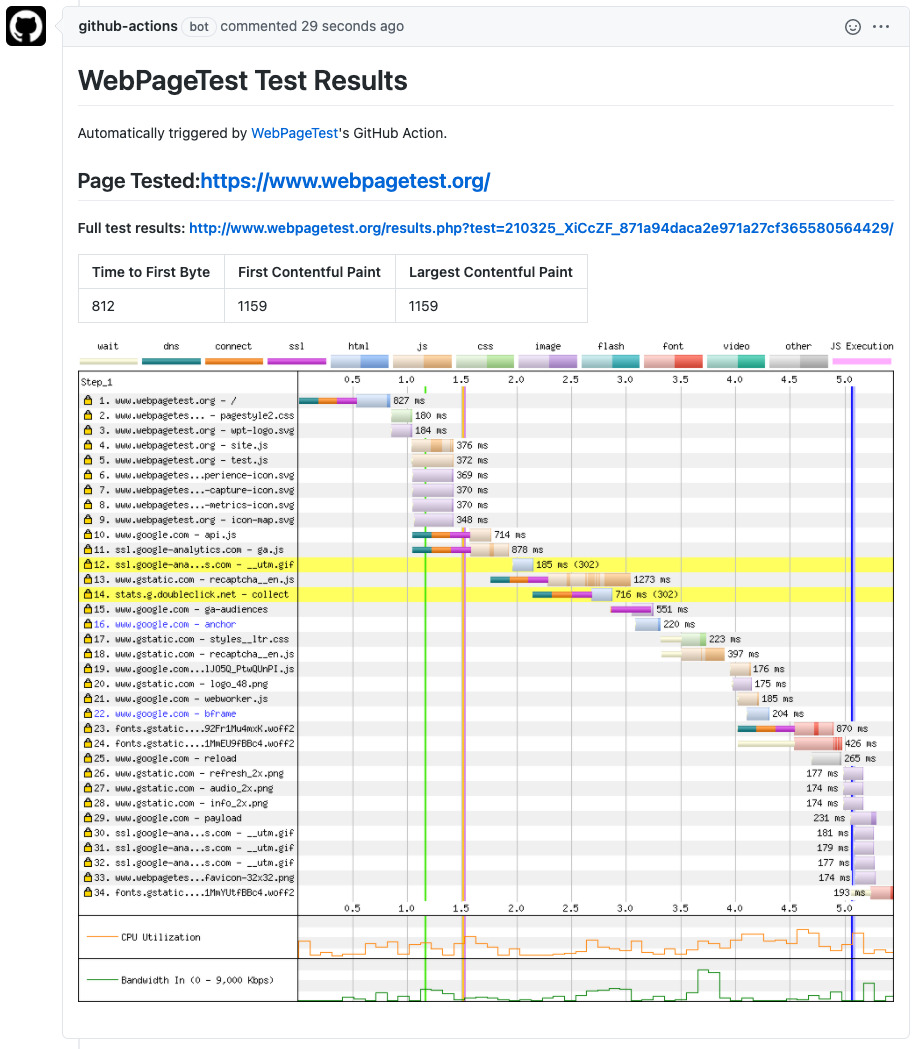 github-actions bot commented 29 seconds ago
WebPageTest Test Results
Automatically triggered by WebPageTest's GitHub Action.
Page Tested:https://www.webpagetest.org/
Full test results: http://www.webpagetest.org/results.php?test=210325_XiCcZF_871a94daca2e971a27cf365580564429/
Time to First Byte First Contentful Paint Largest Contentful Paint
812 1159 1159
wait dns connect ssl html js css image flash font video other JS Execution
Step_1 0.5 1.0 1.5 2.0 2.5 3.0 3.5 4.0 4.5 5.0
1. www.webpagetest.org - / 827 ms
2. www.webpagetes... - pagestyle2.css 180 ms
3. www.webpagetest.org - wpt-logo.svg 184 ms
4. www.webpagetest.org - site.js 376 ms
5. www.webpagetest.org - test.js 372 ms
6. www.webpagetes...perience-icon.svg 369 ms
7. www.webpagetes...-capture-icon.svg 370 ms
8. www.webpagetes...-metrics-icon.svg 370 ms
9. www.webpagetest.org - icon-map.svg 348 ms
10. www.google.com - api.js 714 ms
11. ssl.google-analytics.com - ga.js 878 ms
12. ssl.google-ana...s.com - __utm.gif 185 ms (302)
13. www.gstatic.com - recaptcha__en.js 1273 ms
14. stats.g.doubleclick.net - collect 716 ms (302)
15. www.google.com - ga-audiences 551 ms
16. www.google.com - anchor 220 ms
17. www.gstatic.com - styles__ltr.css 223 ms
18. www.gstatic.com - recaptcha__en.js 397 ms
19. www.google.com...lJO5Q_PtwQUnPI.js 176 ms
20. www.gstatic.com - logo_48.png 175 ms
21. www.google.com - webworker.js 185 ms
22. www.google.com - bframe 204 ms
23. fonts.gstatic....92Fr1Mu4mxK.woff2 870 ms
24. fonts.gstatic....1MmEU9fBBc4.woff2 426 ms
25. www.google.com - reload 265 ms
26. www.gstatic.com - refresh_2x.png 177 ms
27. www.gstatic.com - audio_2x.png 174 ms
28. www.gstatic.com - info_2x.png 174 ms
29. www.google.com - payload 231 ms
30. ssl.google-ana...s.com - __utm.gif 181 ms
31. ssl.google-ana...s.com - __utm.gif 179 ms
32. ssl.google-ana...s.com - __utm.gif 177 ms
33. www.webpagetes...favicon-32x32.png 174 ms
34. fonts.gstatic....1MmYUtfBBc4.woff2 193 ms
0.5 1.0 1.5 2.0 2.5 3.0 3.5 4.0 4.5 5.0
CPU Utilization
Bandwidth In (0 - 9,000 Kbps)